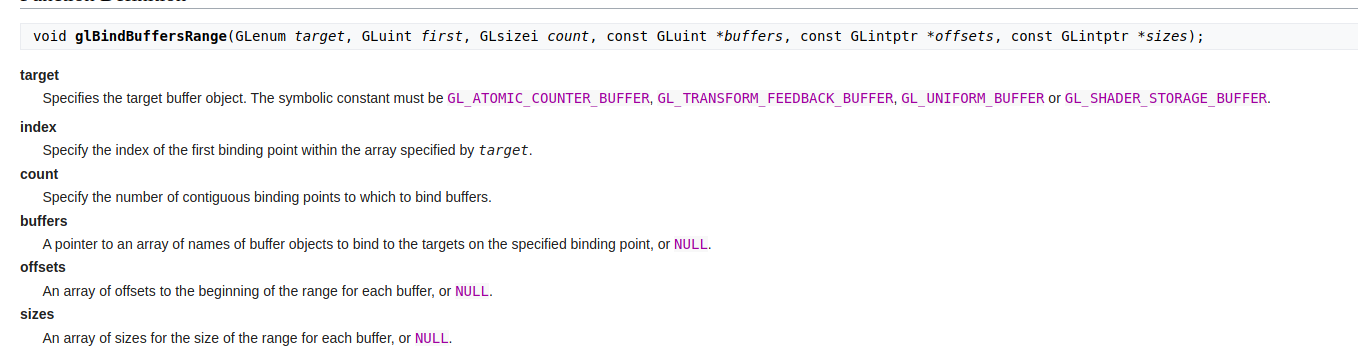 void glBindBuffersRange(GLenum target, GLuint first, GLsizei count, const GLuint *buffers, const GLintptr *offsets, const GLintptr *sizes);
target
Specifies the target buffer object. The symbolic constant must be GL_ATOMIC_COUNTER_BUFFER, GL_TRANSFORM_FEEDBACK_BUFFER, GL_UNIFORM_BUFFER or GL_SHADER_STORAGE_BUFFER.
index
Specify the index of the first binding point within the array specified by target.
count
Specify the number of contiguous binding points to which to bind buffers.
buffers
A pointer to an array of names of buffer objects to bind to the targets on the specified binding point, or NULL.
offsets
An array of offsets to the beginning of the range for each buffer, or NULL.
sizes
An array of sizes for the size of the range for each buffer, or NULL.